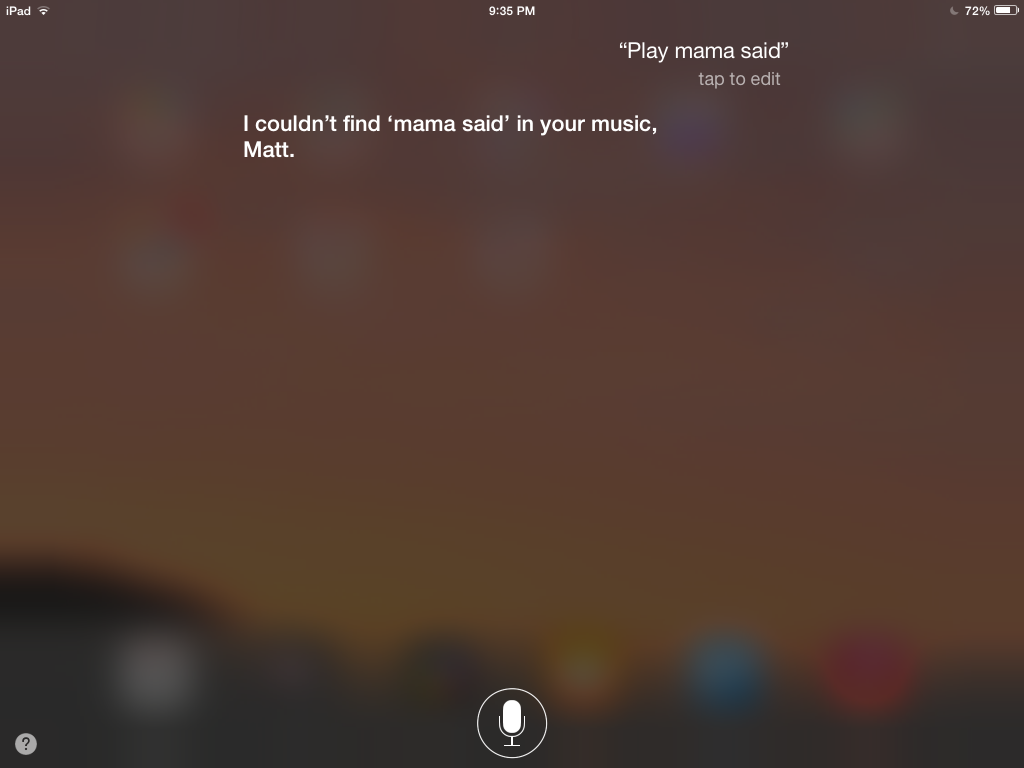 iPad 9:35 PM 72%
“Play mama said”
tap to edit
I couldn’t find ‘mama said’ in your music,
Matt.
?